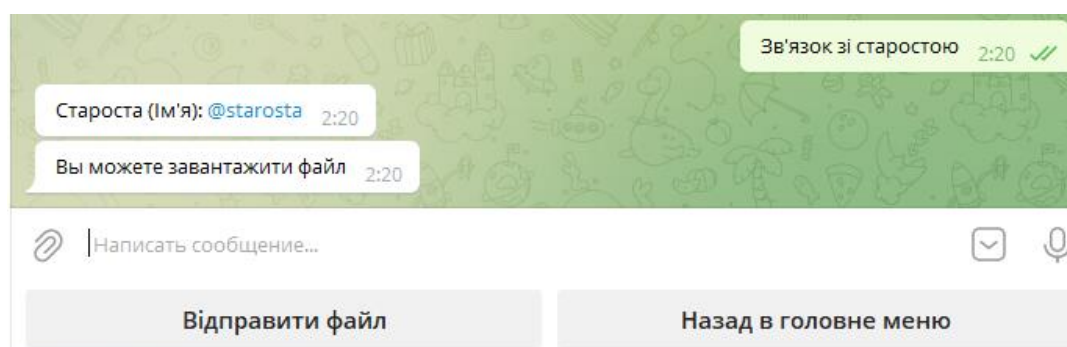 Зв'язок зі старостою 2:20
Староста (Ім'я): @starosta 2:20
Вы можете завантажити файл 2:20
Написать сообщение...
Відправити файл
Назад в головне меню